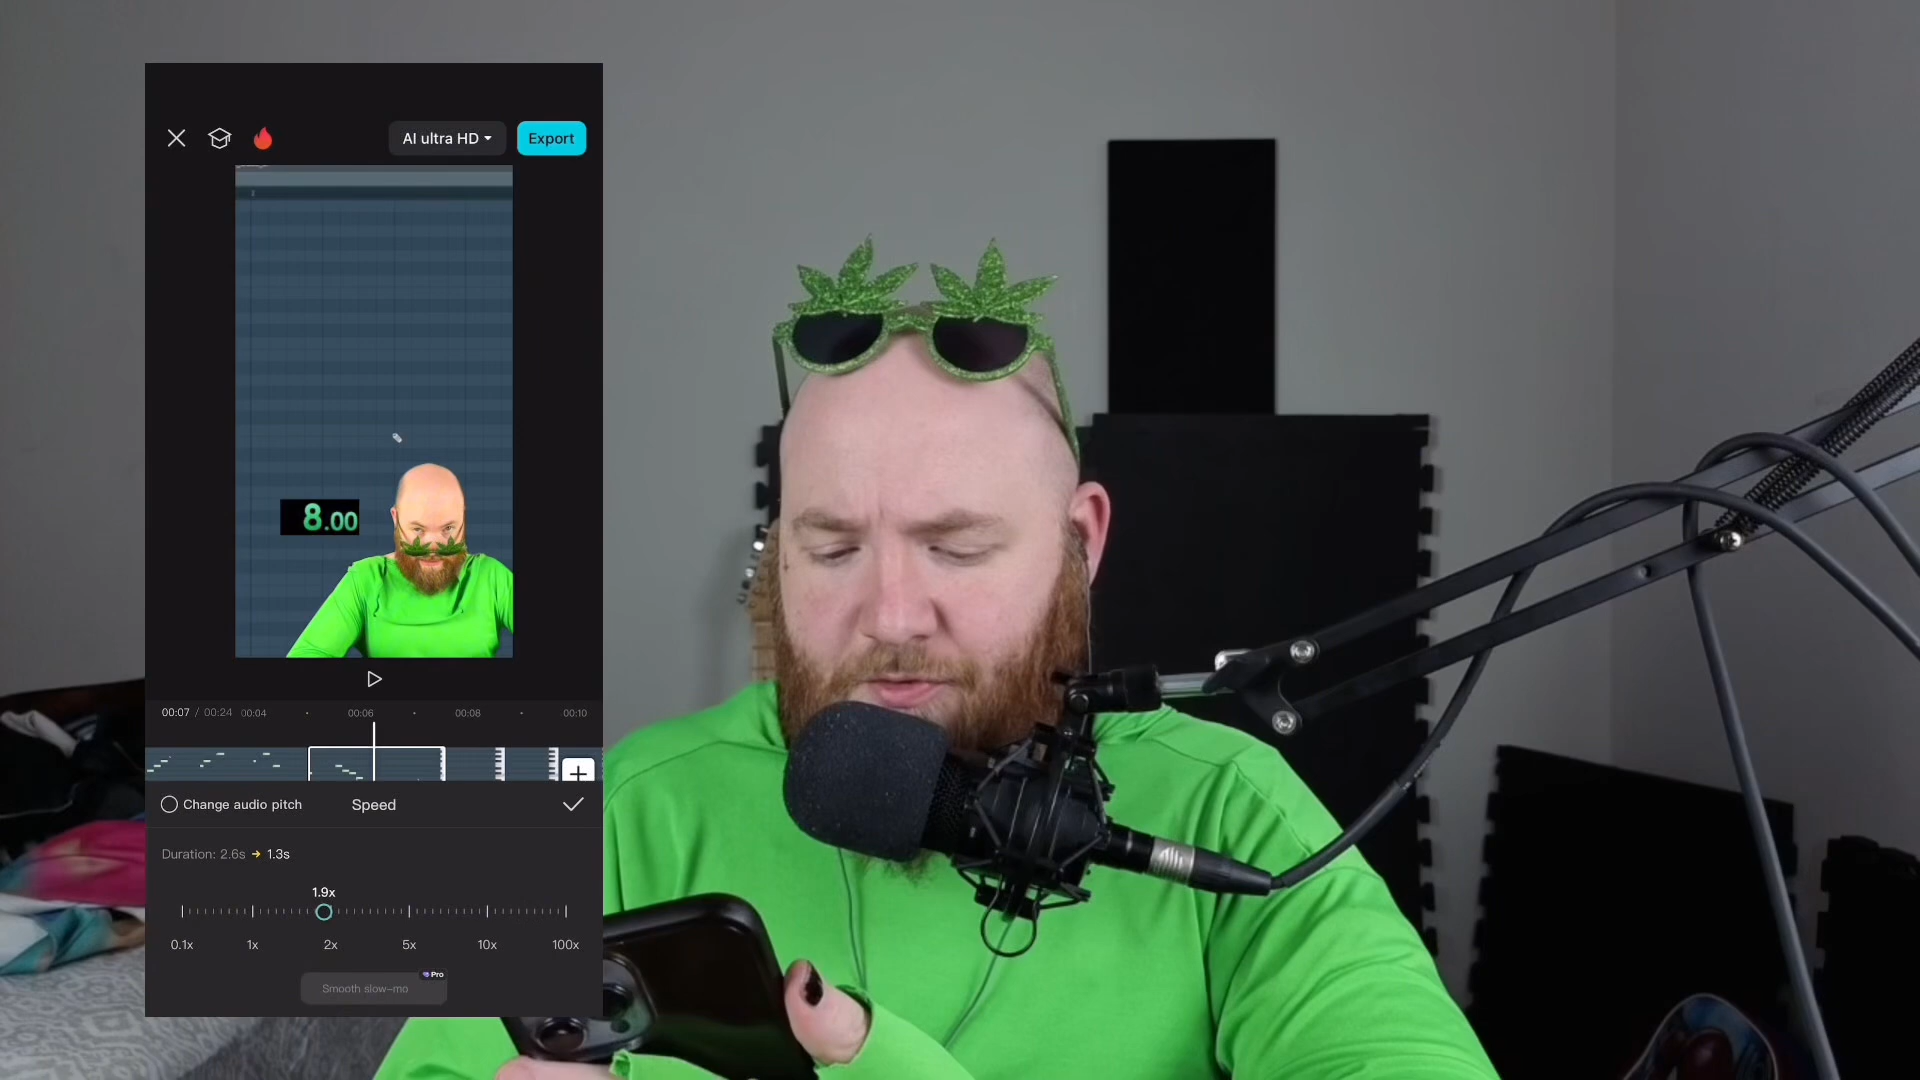 AI ultra HD
Export
8.00
00:07 / 00:24
00:04
00:06
00:08
00:10
Change audio pitch
Speed
Duration: 2.6s → 1.3s
1.9x
0.1x 1x 2x 5x 10x 100x
Pro
Smooth slow-mo